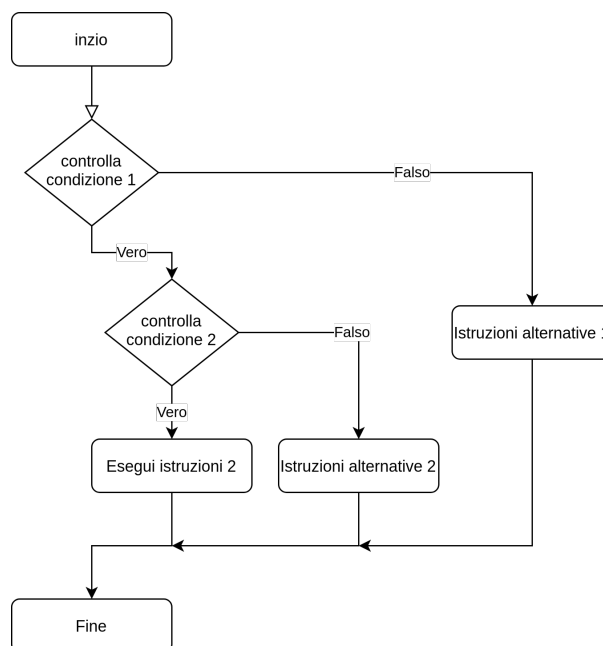 inzio
controlla
condizione 1
Falso
Vero
controlla
condizione 2
Falso
Istruzioni alternative 1
Vero
Esegui istruzioni 2
Istruzioni alternative 2
Fine